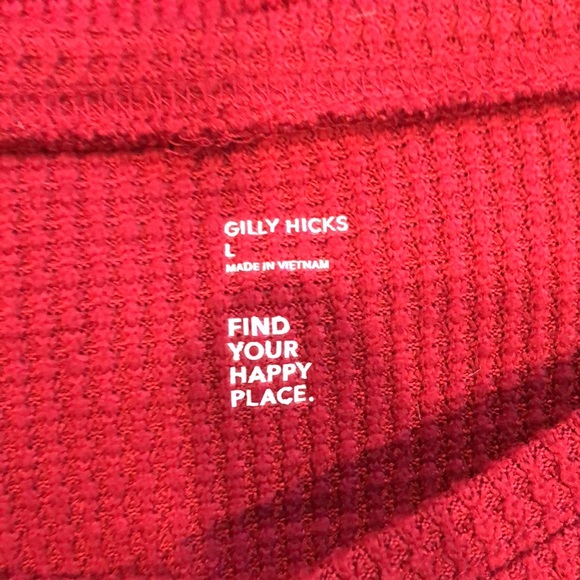 GILLY HICKS
L
MADE IN VIETNAM
FIND
YOUR
HAPPY
PLACE.